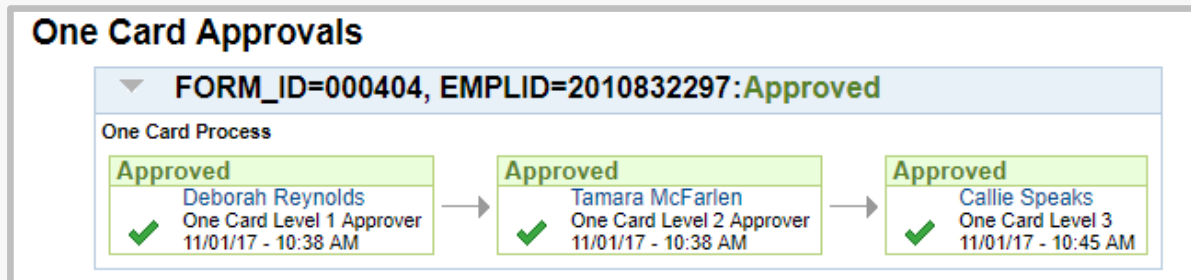 One Card Approvals
FORM_ID=000404, EMPLID=2010832297:Approved
One Card Process
Approved
Deborah Reynolds
One Card Level 1 Approver
11/01/17 - 10:38 AM
Approved
Tamara McFarlen
One Card Level 2 Approver
11/01/17 - 10:38 AM
Approved
Callie Speaks
One Card Level 3
11/01/17 - 10:45 AM